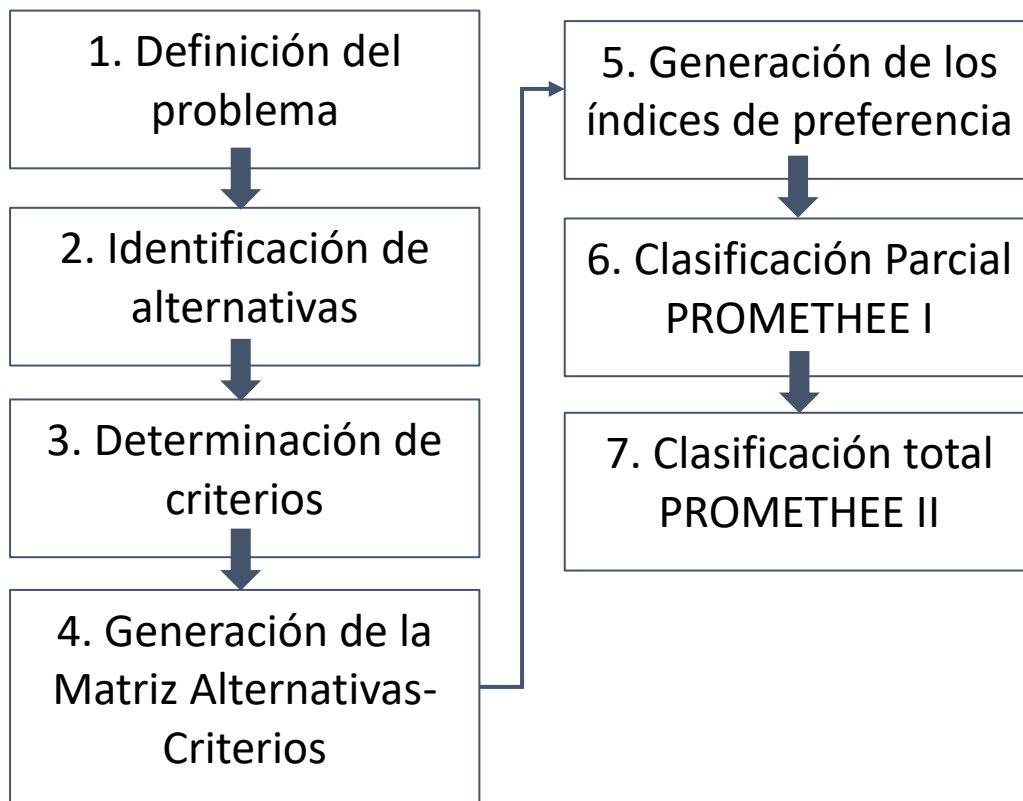 1. Definición del
problema
2. Identificación de
alternativas
3. Determinación de
criterios
4. Generación de la
Matriz Alternativas-
Criterios
5. Generación de los
índices de preferencia
6. Clasificación Parcial
PROMETHEE I
7. Clasificación total
PROMETHEE II